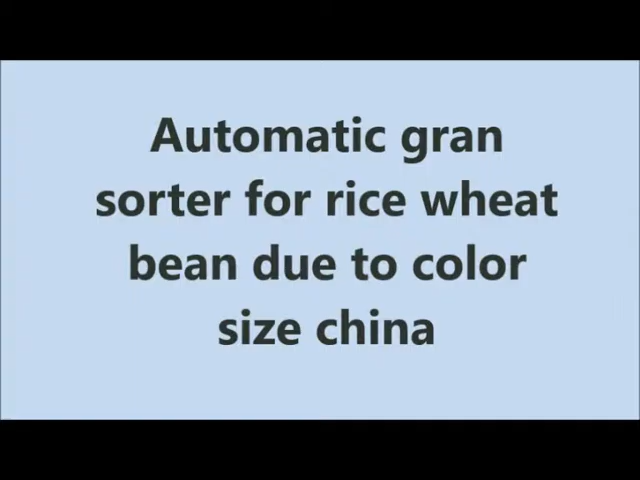 Automatic gran
sorter for rice wheat
bean due to color
size china